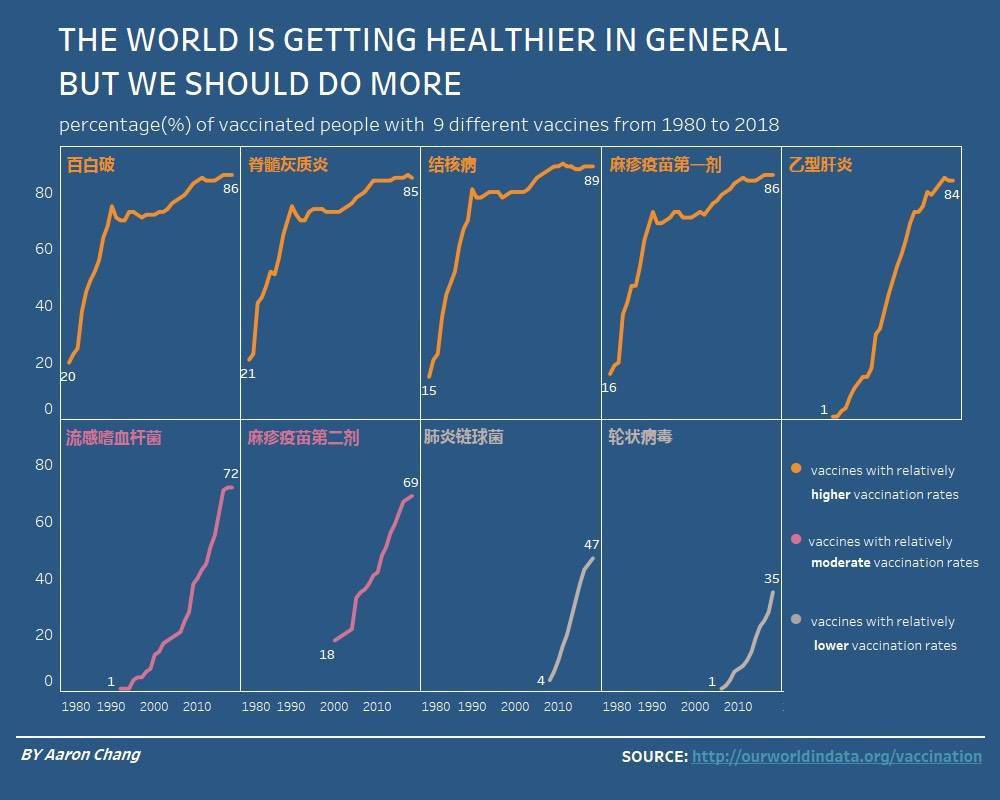 THE WORLD IS GETTING HEALTHIER IN GENERAL
BUT WE SHOULD DO MORE
percentage(%) of vaccinated people with 9 different vaccines from 1980 to 2018
百白破
脊髓灰质炎
结核病
麻疹疫苗第一剂
乙型肝炎
80
60
40
20
0
20
86
21
85
15
89
16
86
1
84
流感嗜血杆菌
麻疹疫苗第二剂
肺炎链球菌
轮状病毒
80
60
40
20
0
1
72
18
69
4
47
1
35
vaccines with relatively
higher vaccination rates
vaccines with relatively
moderate vaccination rates
vaccines with relatively
lower vaccination rates
1980 1990 2000 2010
1980 1990 2000 2010
1980 1990 2000 2010
1980 1990 2000 2010
BY Aaron Chang
SOURCE: http://ourworldindata.org/vaccination